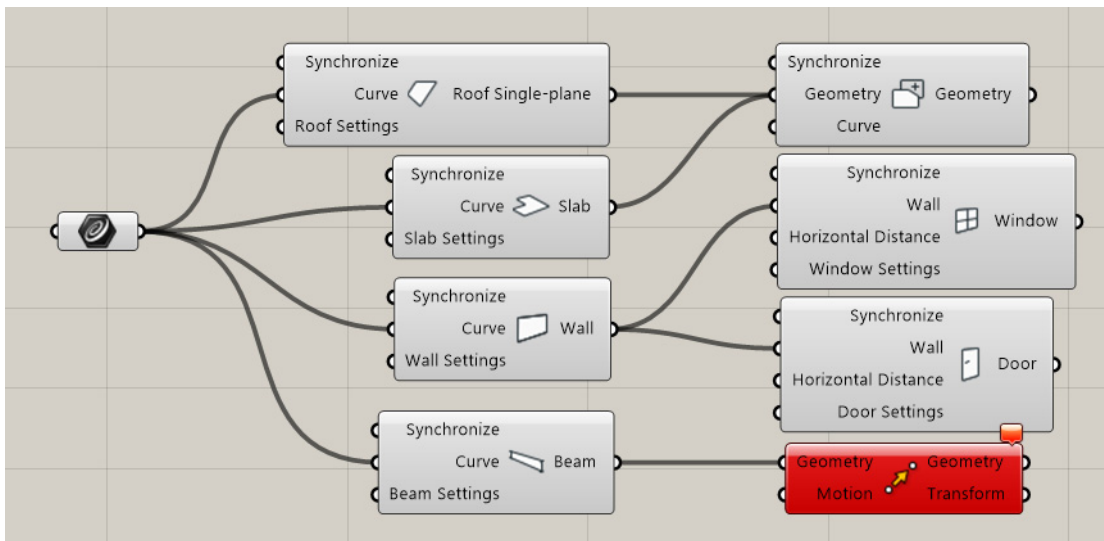 Synchronize
Curve Roof Single-plane
Roof Settings
Synchronize
Geometry Geometry
Curve
Synchronize
Curve Slab
Slab Settings
Synchronize
Wall
Horizontal Distance Window
Window Settings
Synchronize
Curve Wall
Wall Settings
Synchronize
Wall
Horizontal Distance Door
Door Settings
Synchronize
Curve Beam
Beam Settings
Geometry Geometry
Motion Transform